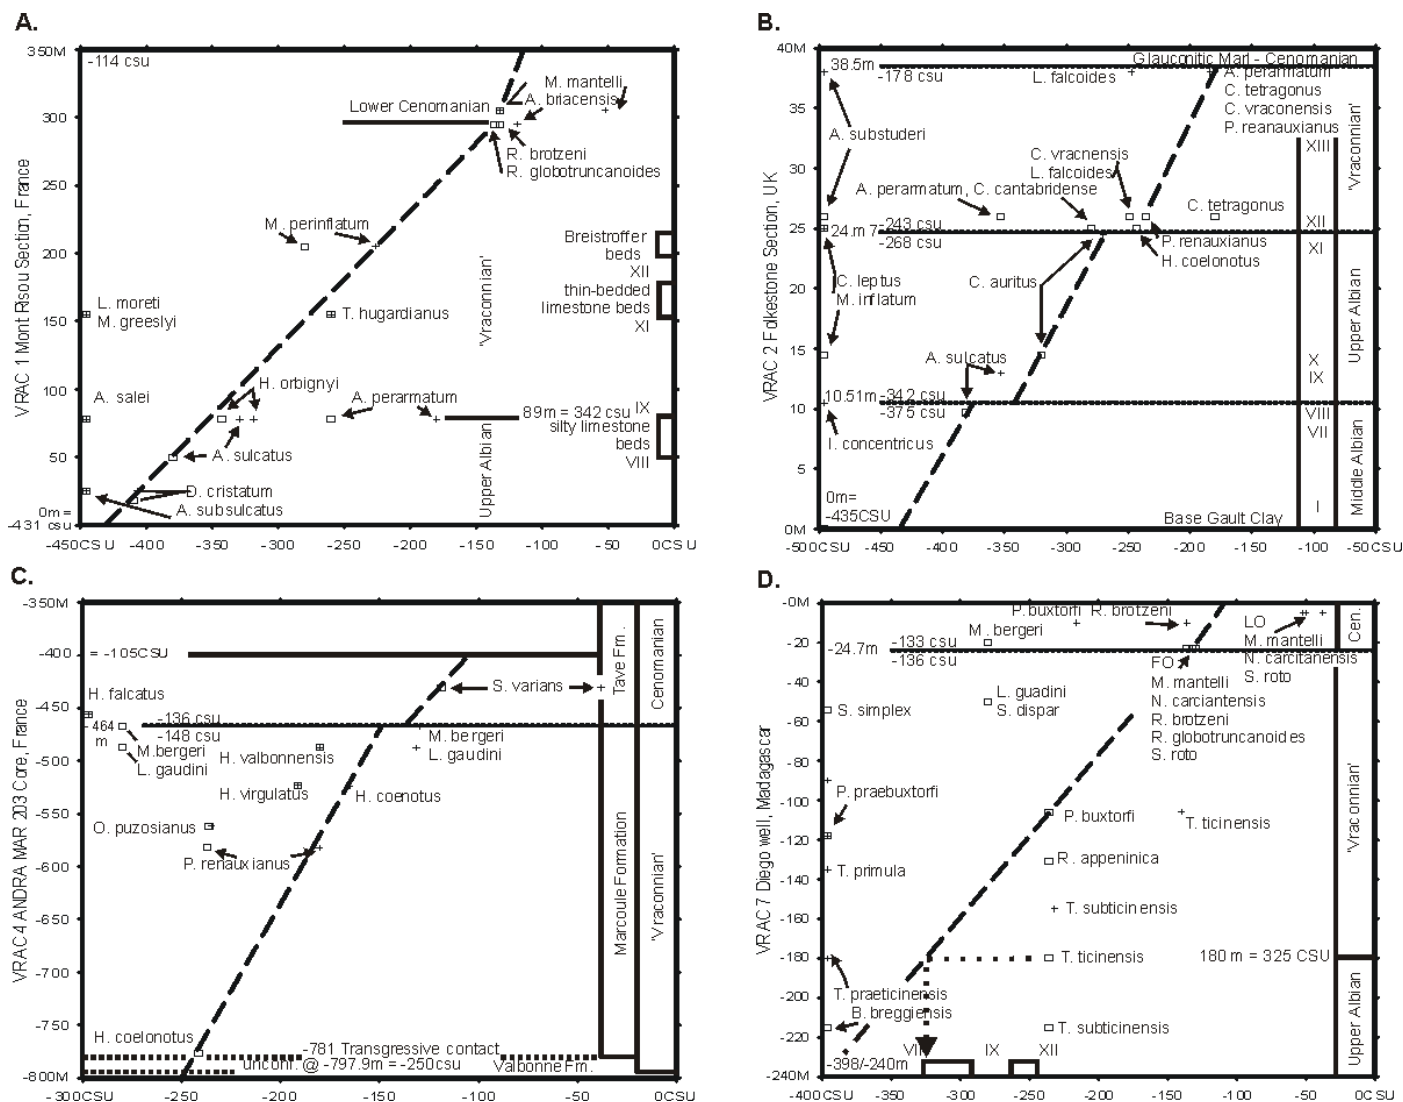 A.
350M
-114 csu
M. mantelli
A. briacensis
Lower Cenomanian
300
R. brotzeni
R. globotruncanoides
250
M. perinflatum
Breistroffer
beds
200
XII
thin-bedded
limestone beds
XI
L. moreti
M. greeslyi
T. hugardianus
150
'Vraconnian'
H. orbignyi
A. salei
A. perarmatum
100
89m = 342 csu
IX
silty limestone
beds
VIII
A. sulcatus
50
Upper Albian
D. cristatum
A. subsulcatus
0m =
-431 csu
-450CSU -400 -350 -300 -250 -200 -150 -100 -50 0CSU
VRAC 1 Mont Risou Section, France
B.
40M
Glauconitic Marl - Cenomanian
38.5m
-178 csu
L. falcoides
A. perarmatum
C. tetragonus
C. vraconensis
P. reanauxianus
35
A. substuderi
XIII
'Vraconnian'
30
C. vracnensis
L. falcoides
A. perarmatum, C. cantabridense
C. tetragonus
XII
25
24.m 7
-243 csu
-268 csu
P. renauxianus
H. coelonotus
XI
C. leptus
M. inflatum
C. auritus
20
Upper Albian
15
A. sulcatus
X
IX
10.51m
-342 csu
-375 csu
10
VIII
VII
I. concentricus
5
Middle Albian
0m=
-435CSU
I
Base Gault Clay
0M
-500CSU -450 -400 -350 -300 -250 -200 -150 -100 -50CSU
VRAC 2 Folkestone Section, UK
C.
-350M
-400
= -105CSU
Tave Fm.
Cenomanian
S. varians
H. falcatus
-450
- 464
m
-136 csu
-148 csu
M.bergeri
L. gaudini
M. bergeri
L. gaudini
H. valbonnensis
-500
H. virgulatus
H. coenotus
-550
O. puzosianus
P. renauxianus
-600
Marcoule Formation
'Vraconnian'
-650
-700
-750
H. coelonotus
-781 Transgressive contact
unconf. @ -797.9m = -250csu
Valbonne Fm.
-800M
-300CSU -250 -200 -150 -100 -50 0CSU
VRAC 4 ANDRA MAR 203 Core, France
D.
-0M
P. buxtorfi R. brotzeni
M. bergeri
LO
M. mantelli
N. carcitanensis
S. roto
Cen.
-20
-24.7m
-133 csu
-136 csu
FO
M. mantelli
N. carciantensis
R. brotzeni
R. globotruncanoides
S. roto
-40
L. guadini
S. dispar
S. simplex
-60
-80
P. praebuxtorfi
-100
P. buxtorfi
T. ticinensis
-120
R. appeninica
T. primula
-140
'Vraconnian'
T. subticinensis
-160
-180
T. ticinensis
180 m = 325 CSU
T. praeticinensis
B. breggiensis
-200
T. subticinensis
-220
VIII IX XII
Upper Albian
-398/-240m
-240M
-400CSU -350 -300 -250 -200 -150 -100 -50 0CSU
VRAC 7 Diego well, Madagascar